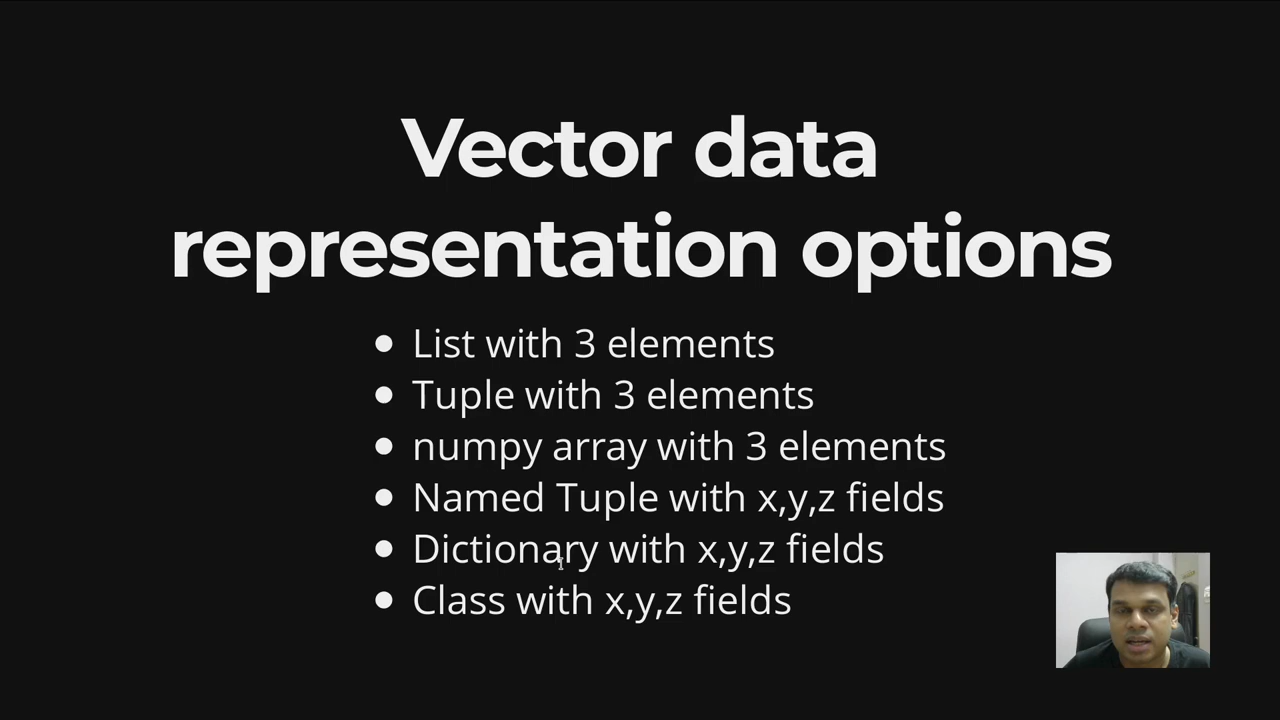 Vector data
representation options
List with 3 elements
Tuple with 3 elements
numpy array with 3 elements
Named Tuple with x,y,z fields
Dictionary with x,y,z fields
Class with x,y,z fields